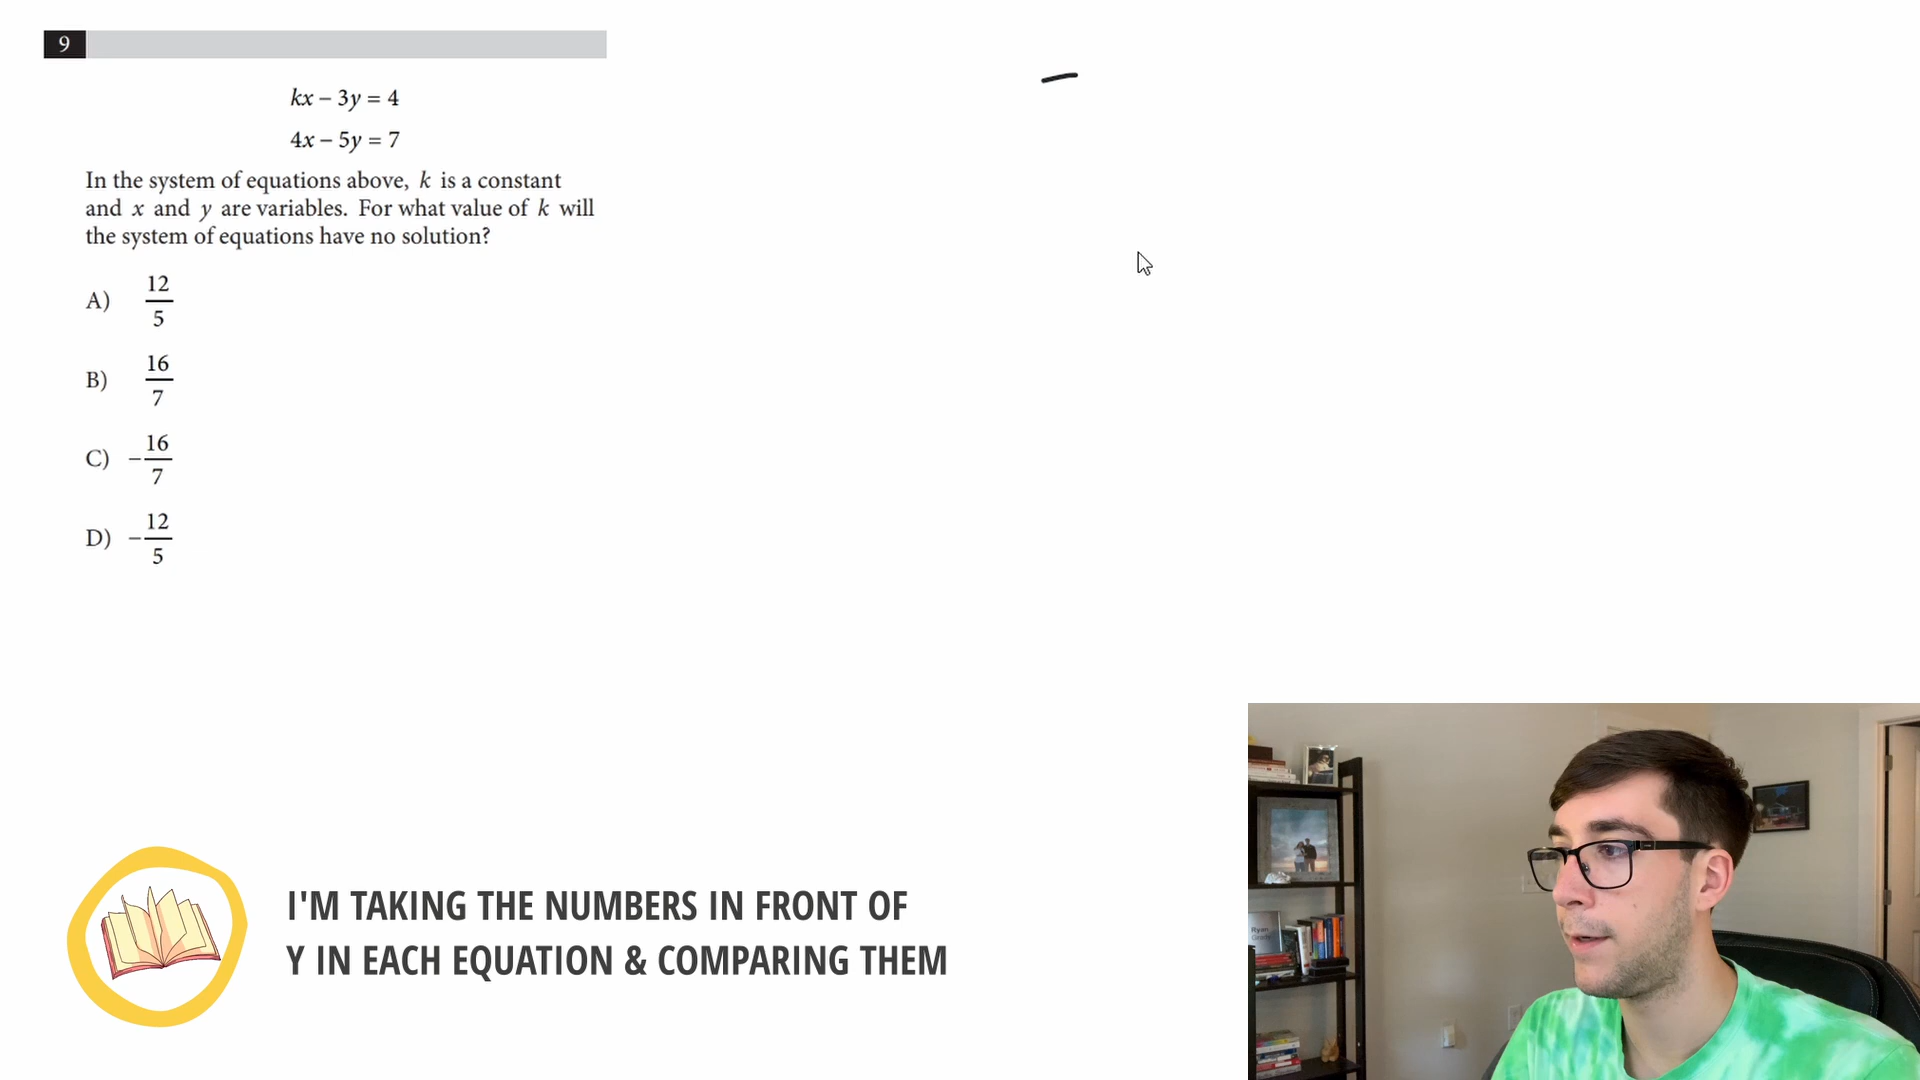 9
kx − 3y = 4
4x − 5y = 7
In the system of equations above, k is a constant
and x and y are variables. For what value of k will
the system of equations have no solution?
A) 12/5
B) 16/7
C) −16/7
D) −12/5
I'M TAKING THE NUMBERS IN FRONT OF
Y IN EACH EQUATION & COMPARING THEM
Ryan